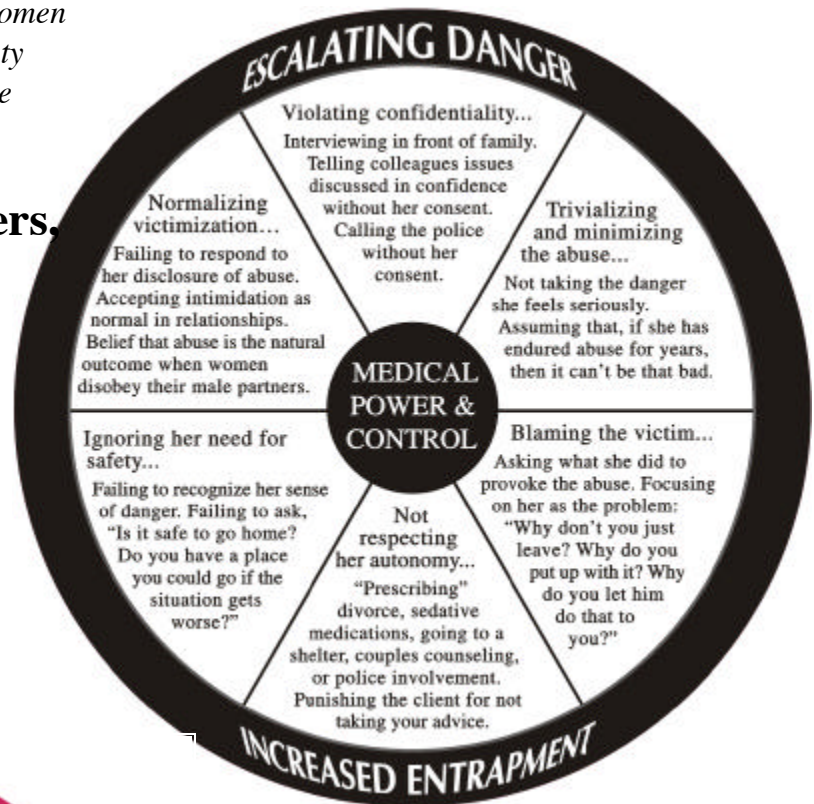 omen
ty
e
ers,
ESCALATING DANGER
Violating confidentiality...
Interviewing in front of family.
Telling colleagues issues
discussed in confidence
without her consent.
Calling the police
without her
consent.
Trivializing
and minimizing
the abuse...
Not taking the danger
she feels seriously.
Assuming that, if she has
endured abuse for years,
then it can't be that bad.
Blaming the victim...
Asking what she did to
provoke the abuse. Focusing
on her as the problem:
“Why don’t you just
leave? Why do you
put up with it? Why
do you let him
do that to
you?”
Not
respecting
her autonomy...
“Prescribing”
divorce, sedative
medications, going to a
shelter, couples counseling,
or police involvement.
Punishing the client for not
taking your advice.
Ignoring her need for
safety...
Failing to recognize her sense
of danger. Failing to ask,
“Is it safe to go home?
Do you have a place
you could go if the
situation gets
worse?”
Normalizing
victimization...
Failing to respond to
her disclosure of abuse.
Accepting intimidation as
normal in relationships.
Belief that abuse is the natural
outcome when women
disobey their male partners.
MEDICAL
POWER &
CONTROL
INCREASED ENTRAPMENT